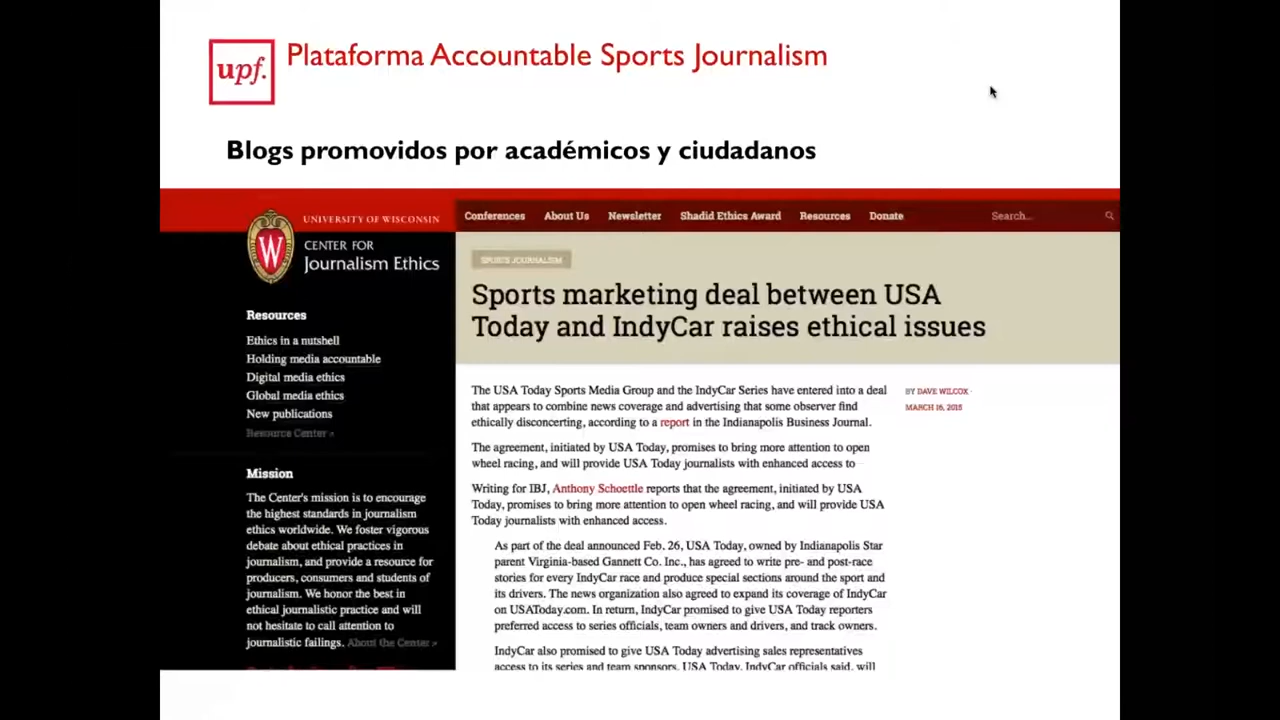 upf.
Plataforma Accountable Sports Journalism
Blogs promovidos por académicos y ciudadanos
UNIVERSITY OF WISCONSIN
CENTER FOR
Journalism Ethics
Conferences About Us Newsletter Shadid Ethics Award Resources Donate Search...
Resources
Ethics in a nutshell
Holding media accountable
Digital media ethics
Global media ethics
New publications
Resource Center
Mission
The Center's mission is to encourage
the highest standards in journalism
ethics worldwide. We foster vigorous
debate about ethical practices in
journalism, and provide a resource for
producers, consumers and students of
journalism. We honor the best in
ethical journalistic practice and will
not hesitate to call attention to
journalistic failings. About the Center
SPORTS JOURNALISM
Sports marketing deal between USA
Today and IndyCar raises ethical issues
The USA Today Sports Media Group and the IndyCar Series have entered into a deal
that appears to combine news coverage and advertising that some observer find
ethically disconcerting, according to a report in the Indianapolis Business Journal.
The agreement, initiated by USA Today, promises to bring more attention to open
wheel racing, and will provide USA Today journalists with enhanced access to
Writing for IBJ, Anthony Schoettle reports that the agreement, initiated by USA
Today, promises to bring more attention to open wheel racing, and will provide USA
Today journalists with enhanced access.
As part of the deal announced Feb. 26, USA Today, owned by Indianapolis Star
parent Virginia-based Gannett Co. Inc., has agreed to write pre- and post-race
stories for every IndyCar race and produce special sections around the sport and
its drivers. The news organization also agreed to expand its coverage of IndyCar
on USAToday.com. In return, IndyCar promised to give USA Today reporters
preferred access to series officials, team owners and drivers, and track owners.
IndyCar also promised to give USA Today advertising sales representatives
access to its series and team sponsors. USA Today, IndyCar officials said, will
BY DAVE WILCOX ·
MARCH 16, 2015